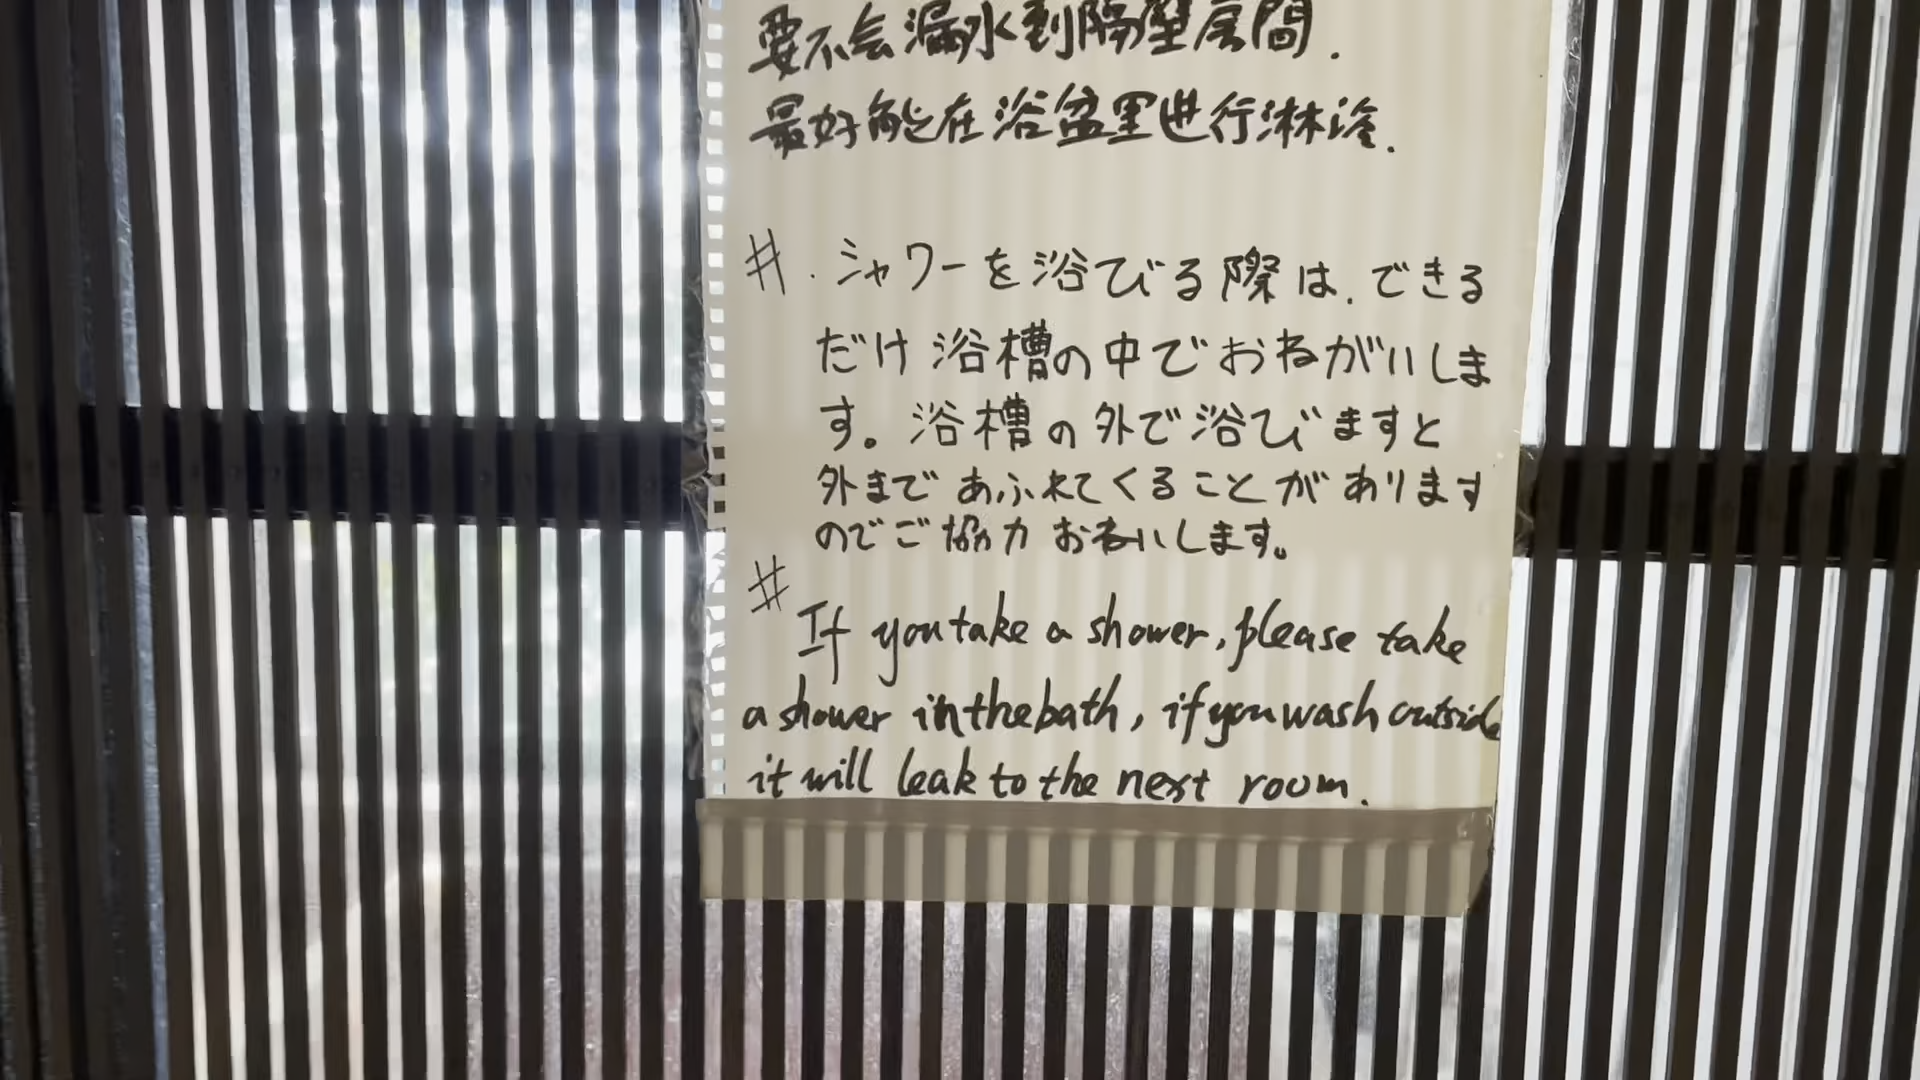 要不会漏水到隔壁房間.
最好能在浴盆里进行淋浴.
#. シャワーを浴びる際は、できる
だけ浴槽の中でおねがいしま
す。浴槽の外で浴びますと
外まであふれてくることがあります
のでご協力おねいします。
# If you take a shower, please take
a shower in the bath, if you wash outside
it will leak to the next room.